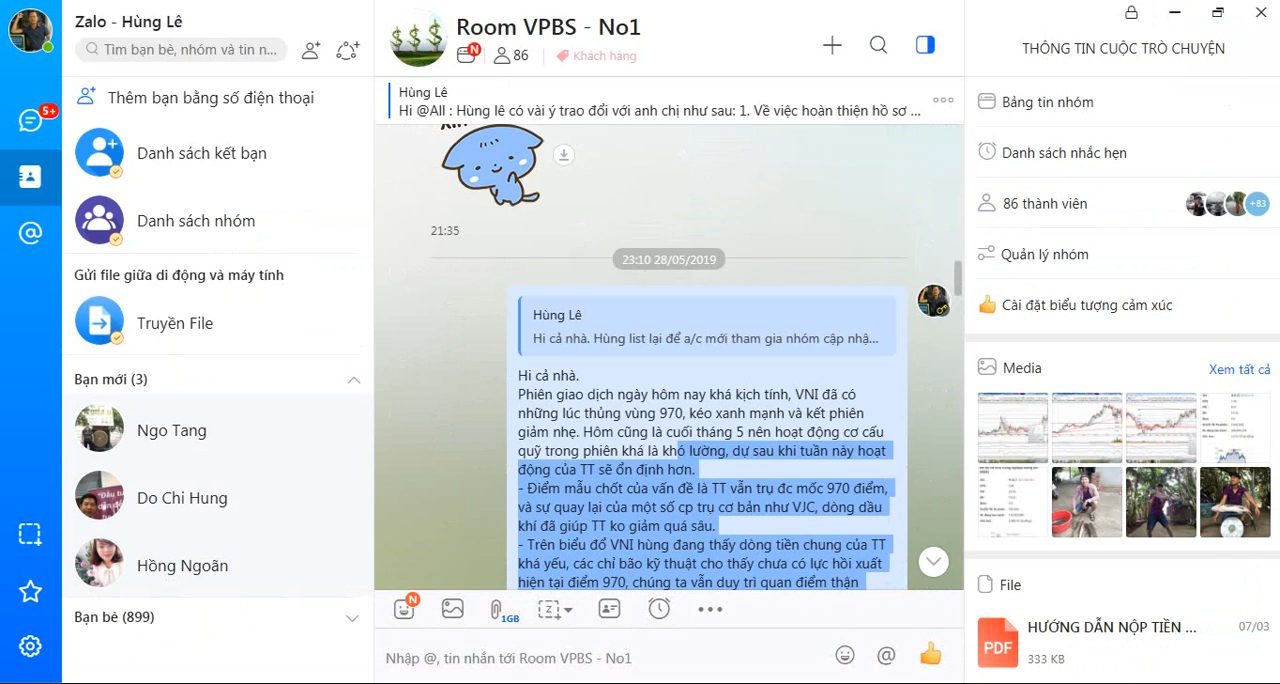 Zalo - Hùng Lê
Tìm bạn bè, nhóm và tin n...
5+
Thêm bạn bằng số điện thoại
Danh sách kết bạn
Danh sách nhóm
Gửi file giữa di động và máy tính
Truyền File
Bạn mới (3)
Ngo Tang
Do Chi Hung
Hồng Ngoãn
Bạn bè (899)
Room VPBS - No1
N
86
Khách hàng
Hùng Lê
Hi @All : Hùng lê có vài ý trao đổi với anh chị như sau: 1. Về việc hoàn thiện hồ sơ ...
21:35
23:10 28/05/2019
Hùng Lê
Hi cả nhà. Hùng list lại để a/c mới tham gia nhóm cập nhậ...
Hi cả nhà.
Phiên giao dịch ngày hôm nay khá kịch tính, VNI đã có
những lúc thủng vùng 970, kéo xanh mạnh và kết phiên
giảm nhẹ. Hôm cũng là cuối tháng 5 nên hoạt động cơ cấu
quỹ trong phiên khá là khó lường, dự sau khi tuần này hoạt
động của TT sẽ ổn định hơn.
- Điểm mẫu chốt của vấn đề là TT vẫn trụ đc mốc 970 điểm,
và sự quay lại của một số cp trụ cơ bản như VJC, dòng dầu
khí đã giúp TT ko giảm quá sâu.
- Trên biểu đồ VNI hùng đang thấy dòng tiền chung của TT
khá yếu, các chỉ bão kỹ thuật cho thấy chưa có lực hồi xuất
hiện tại điểm 970, chúng ta vẫn duy trì quan điểm thận
N
1GB
Nhập @, tin nhắn tới Room VPBS - No1
THÔNG TIN CUỘC TRÒ CHUYỆN
Bảng tin nhóm
Danh sách nhắc hẹn
86 thành viên
+83
Quản lý nhóm
Cài đặt biểu tượng cảm xúc
Media
Xem tất cả
File
PDF
HƯỚNG DẪN NỘP TIỀN ...
07/03
333 KB